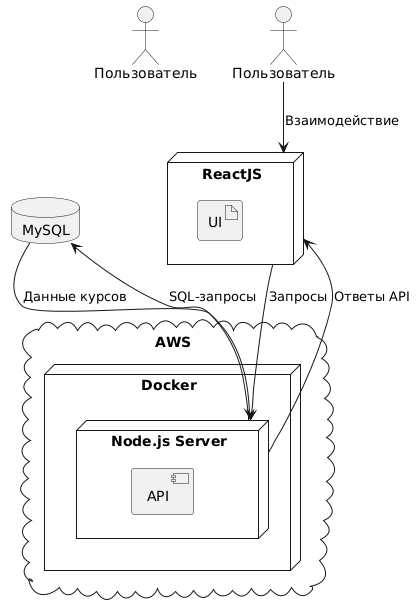 Пользователь
Пользователь
Взаимодействие
ReactJS
UI
MySQL
Данные курсов
SQL-запросы
Запросы
Ответы API
AWS
Docker
Node.js Server
API